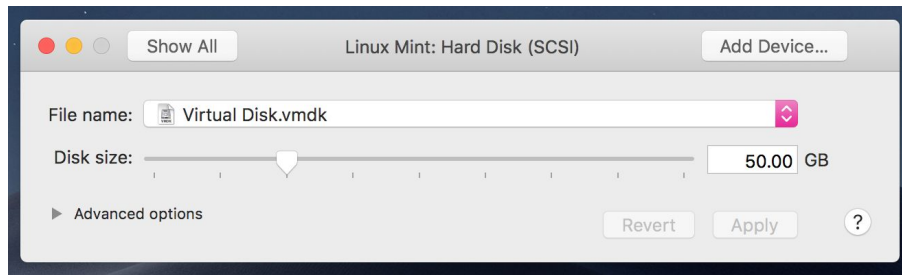 Show All Linux Mint: Hard Disk (SCSI) Add Device...
File name: Virtual Disk.vmdk
Disk size: 50.00 GB
Advanced options Revert Apply ?